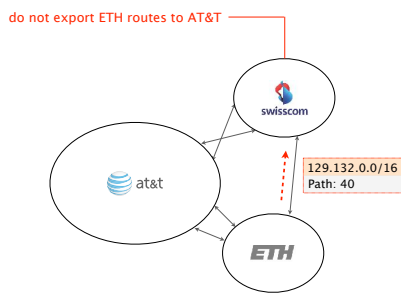 do not export ETH routes to AT&T
swisscom
129.132.0.0/16
Path: 40
at&t
ETH